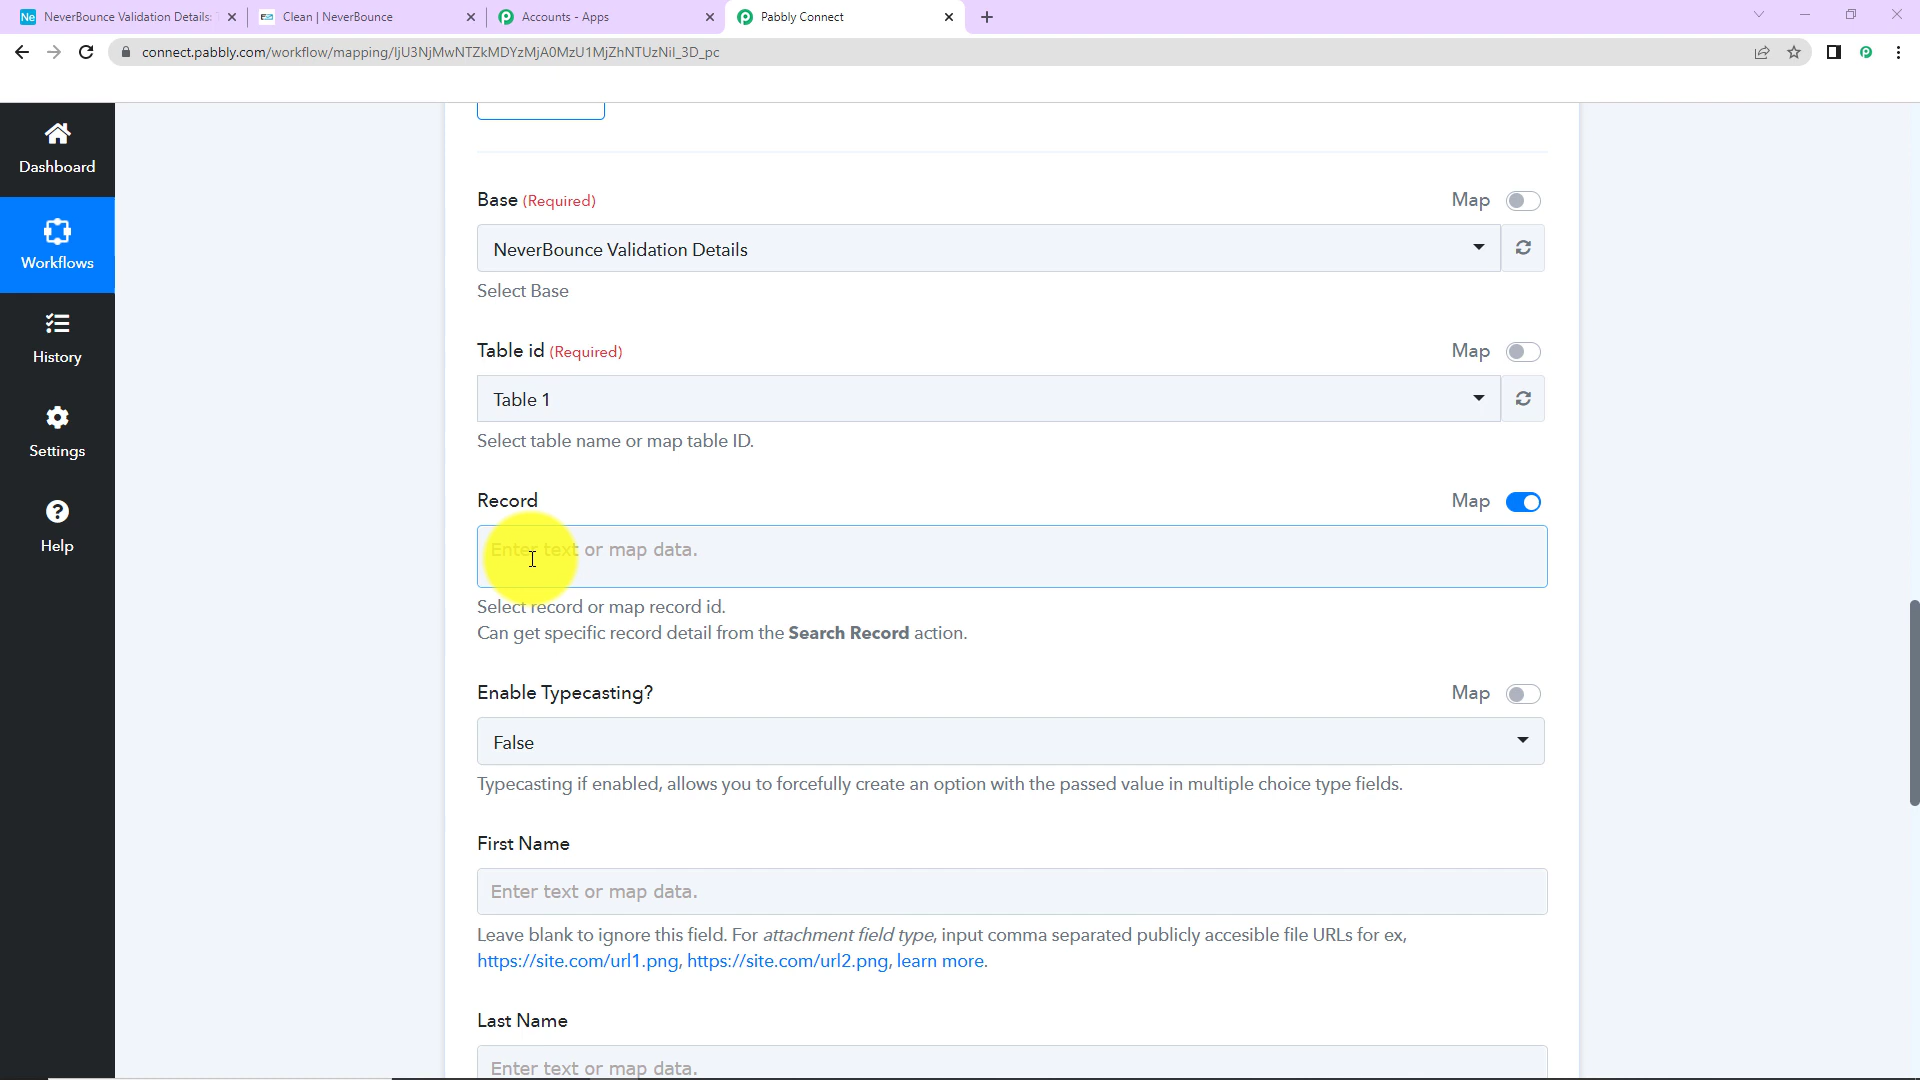 NeverBounce Validation Details:
Clean | NeverBounce
Accounts - Apps
Pabbly Connect
connect.pabbly.com/workflow/mapping/IjU3NjMwNTZkMDYzMjA0MzU1MjZhNTUzNiI_3D_pc
Dashboard
Workflows
History
Settings
Help
Base (Required)
Map
NeverBounce Validation Details
Select Base
Table id (Required)
Map
Table 1
Select table name or map table ID.
Record
Map
Enter text or map data.
Select record or map record id.
Can get specific record detail from the Search Record action.
Enable Typecasting?
Map
False
Typecasting if enabled, allows you to forcefully create an option with the passed value in multiple choice type fields.
First Name
Enter text or map data.
Leave blank to ignore this field. For attachment field type, input comma separated publicly accesible file URLs for ex,
https://site.com/url1.png, https://site.com/url2.png, learn more.
Last Name
Enter text or map data.